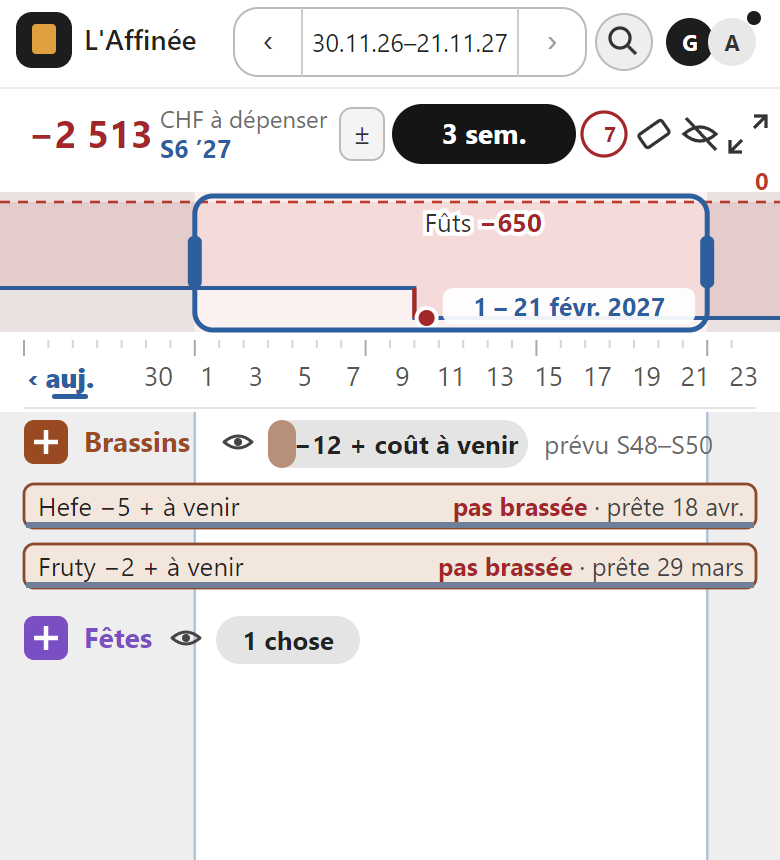 L'Affinée
‹ 30.11.26–21.11.27 ›
G A
−2 513 CHF à dépenser
S6 ’27
±
3 sem.
7
0
Fûts −650
1 – 21 févr. 2027
‹ auj. 30 1 3 5 7 9 11 13 15 17 19 21 23
Brassins −12 + coût à venir prévu S48–S50
Hefe −5 + à venir pas brassée · prête 18 avr.
Fruty −2 + à venir pas brassée · prête 29 mars
Fêtes 1 chose